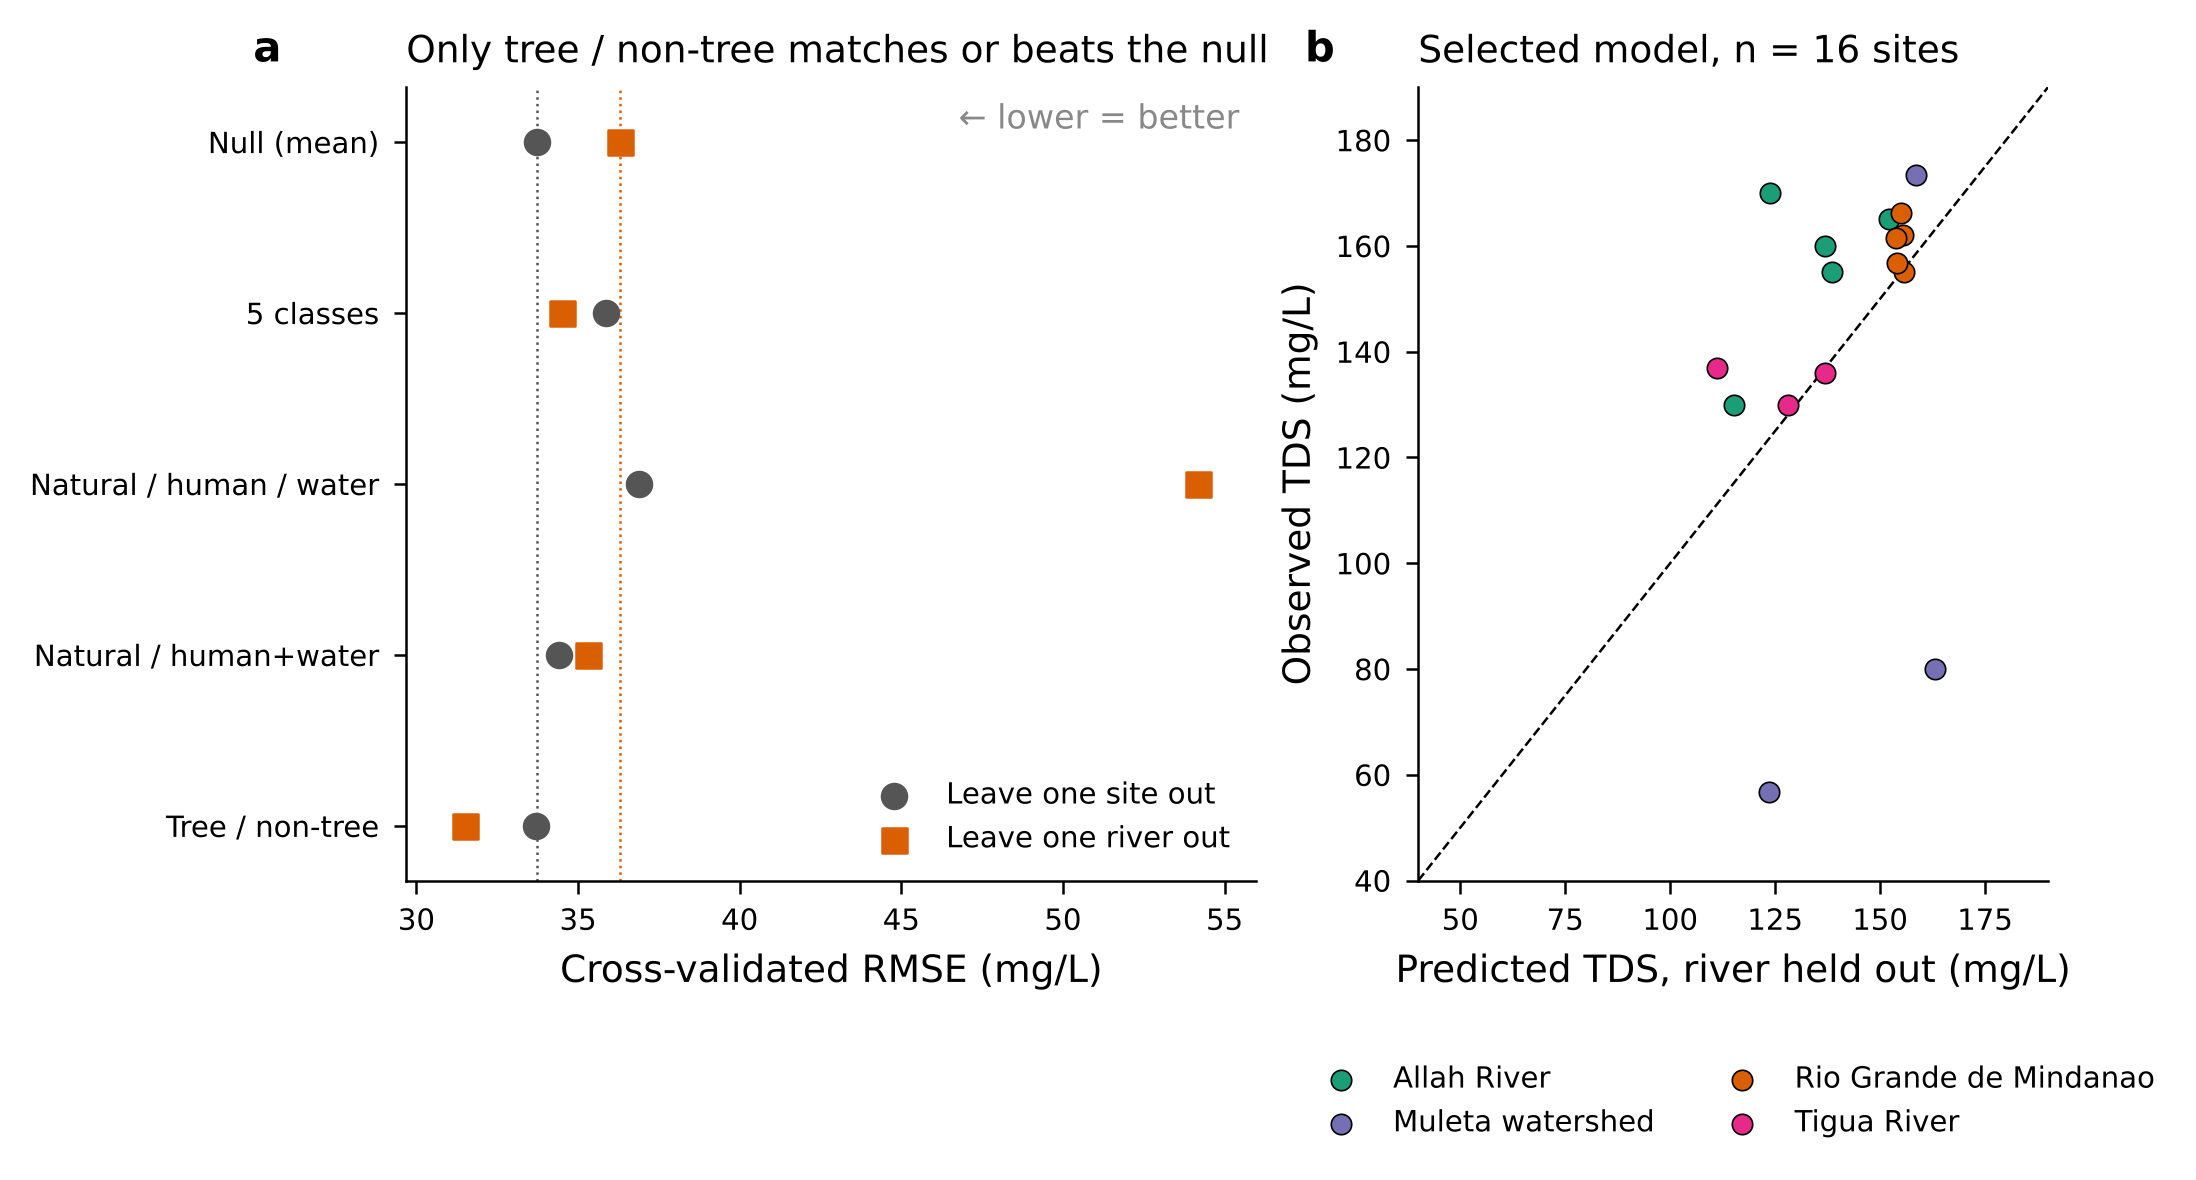 a
Only tree / non-tree matches or beats the null
← lower = better
Null (mean)
5 classes
Natural / human / water
Natural / human+water
Tree / non-tree
Leave one site out
Leave one river out
30 35 40 45 50 55
Cross-validated RMSE (mg/L)
b
Selected model, n = 16 sites
Observed TDS (mg/L)
180
160
140
120
100
80
60
40
50 75 100 125 150 175
Predicted TDS, river held out (mg/L)
Allah River
Muleta watershed
Rio Grande de Mindanao
Tigua River